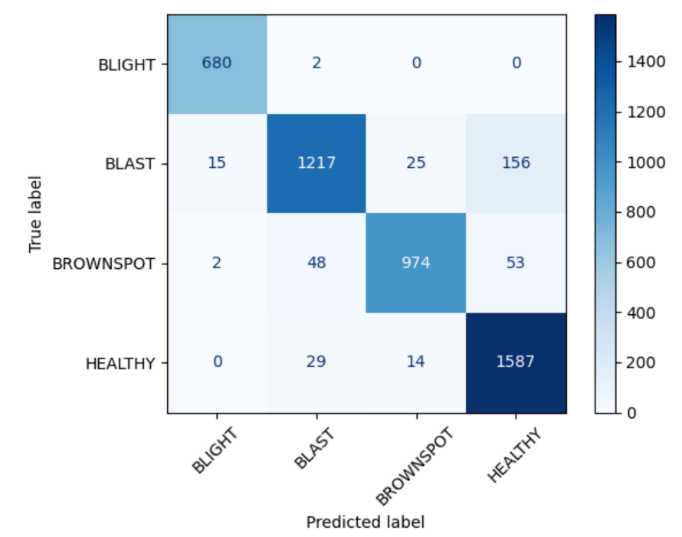 True label
BLIGHT 680 2 0 0
BLAST 15 1217 25 156
BROWNSPOT 2 48 974 53
HEALTHY 0 29 14 1587
BLIGHT BLAST BROWNSPOT HEALTHY
Predicted label
1400
1200
1000
800
600
400
200
0